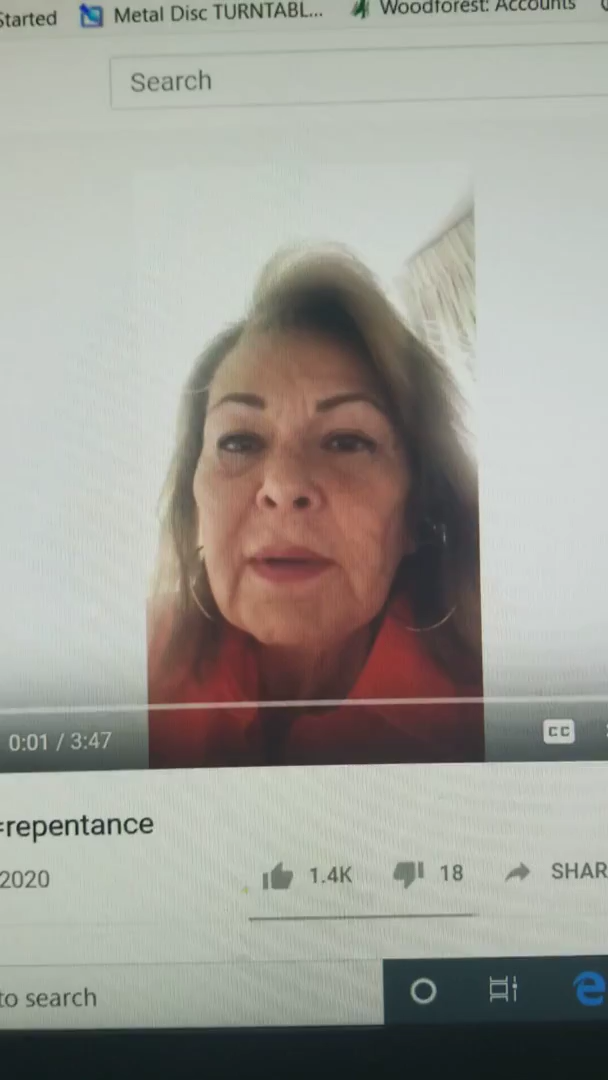 Started Metal Disc TURNTABL... Woodforest: Accounts
Search
0:01 / 3:47 CC
#repentance
2020 1.4K 18 SHAR
to search